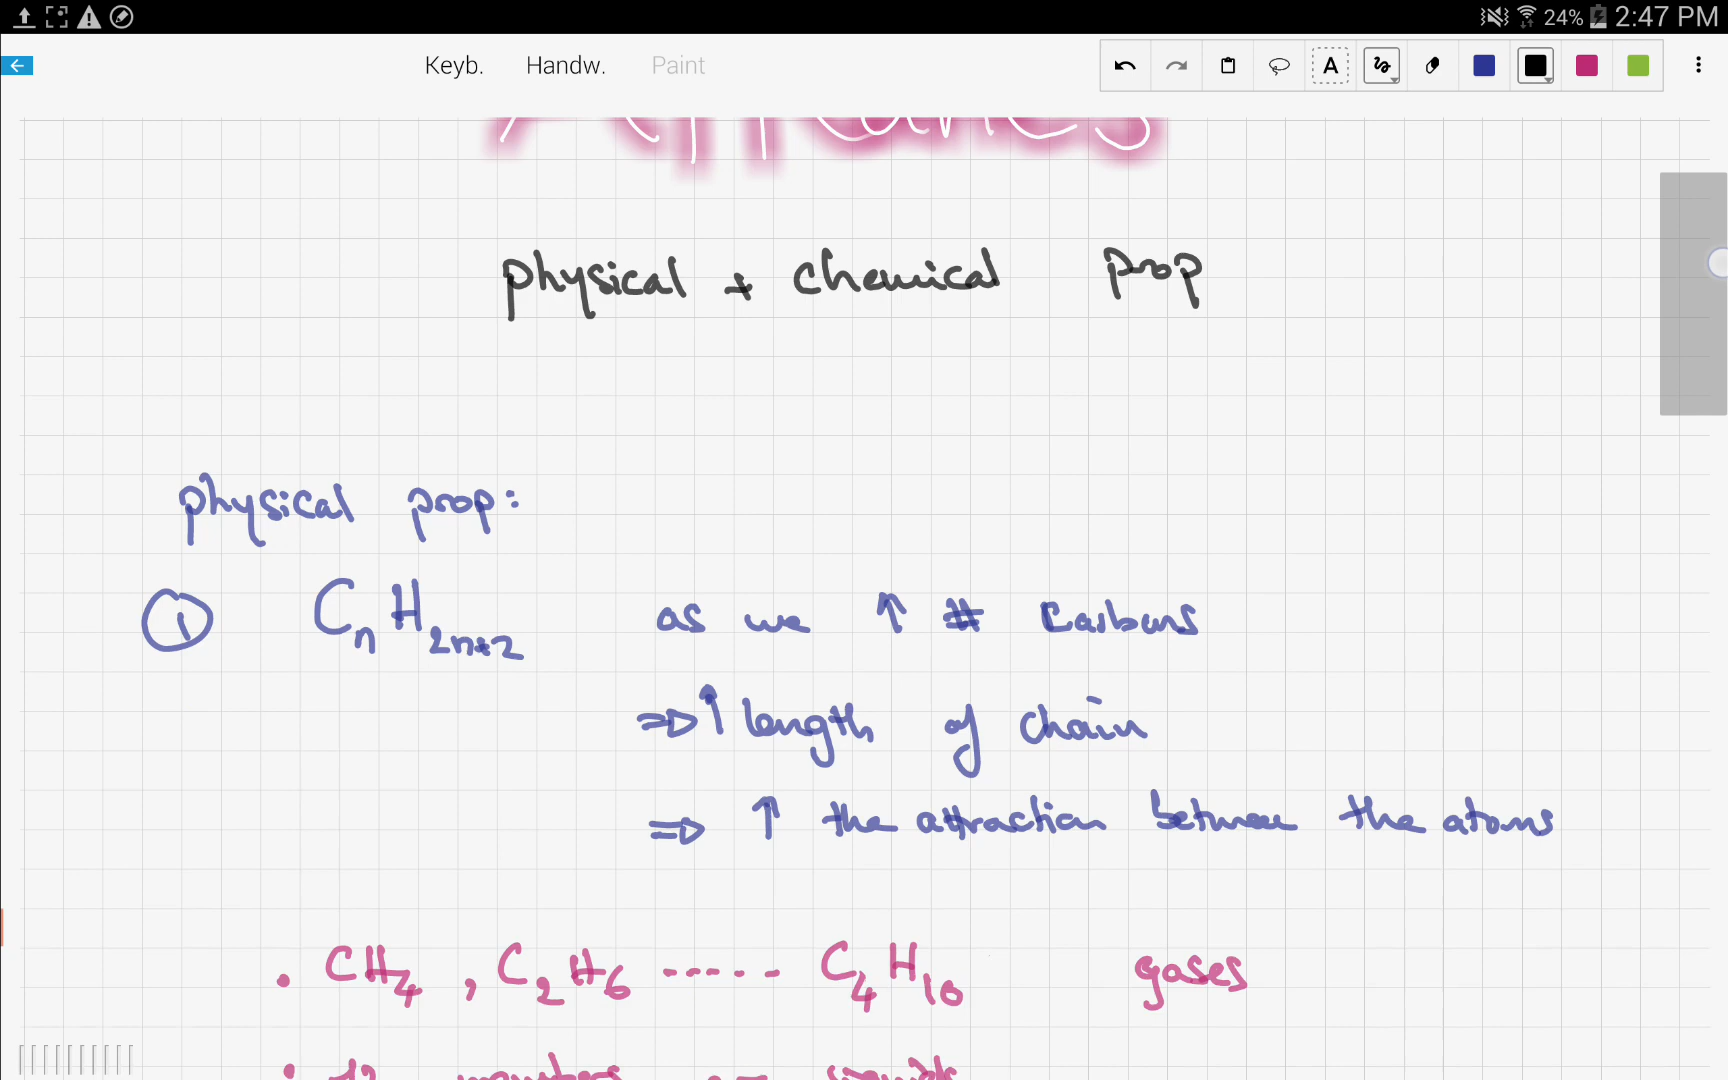 24% 2:47 PM
Keyb. Handw. Paint A
physical + chemical prop
physical prop:
① CₙH₂ₙ₊₂ as we ↑ # Carbons
⇒ ↑ length of chain
⇒ ↑ the attraction between the atoms
• CH₄, C₂H₆ ------ C₄H₁₀ gases